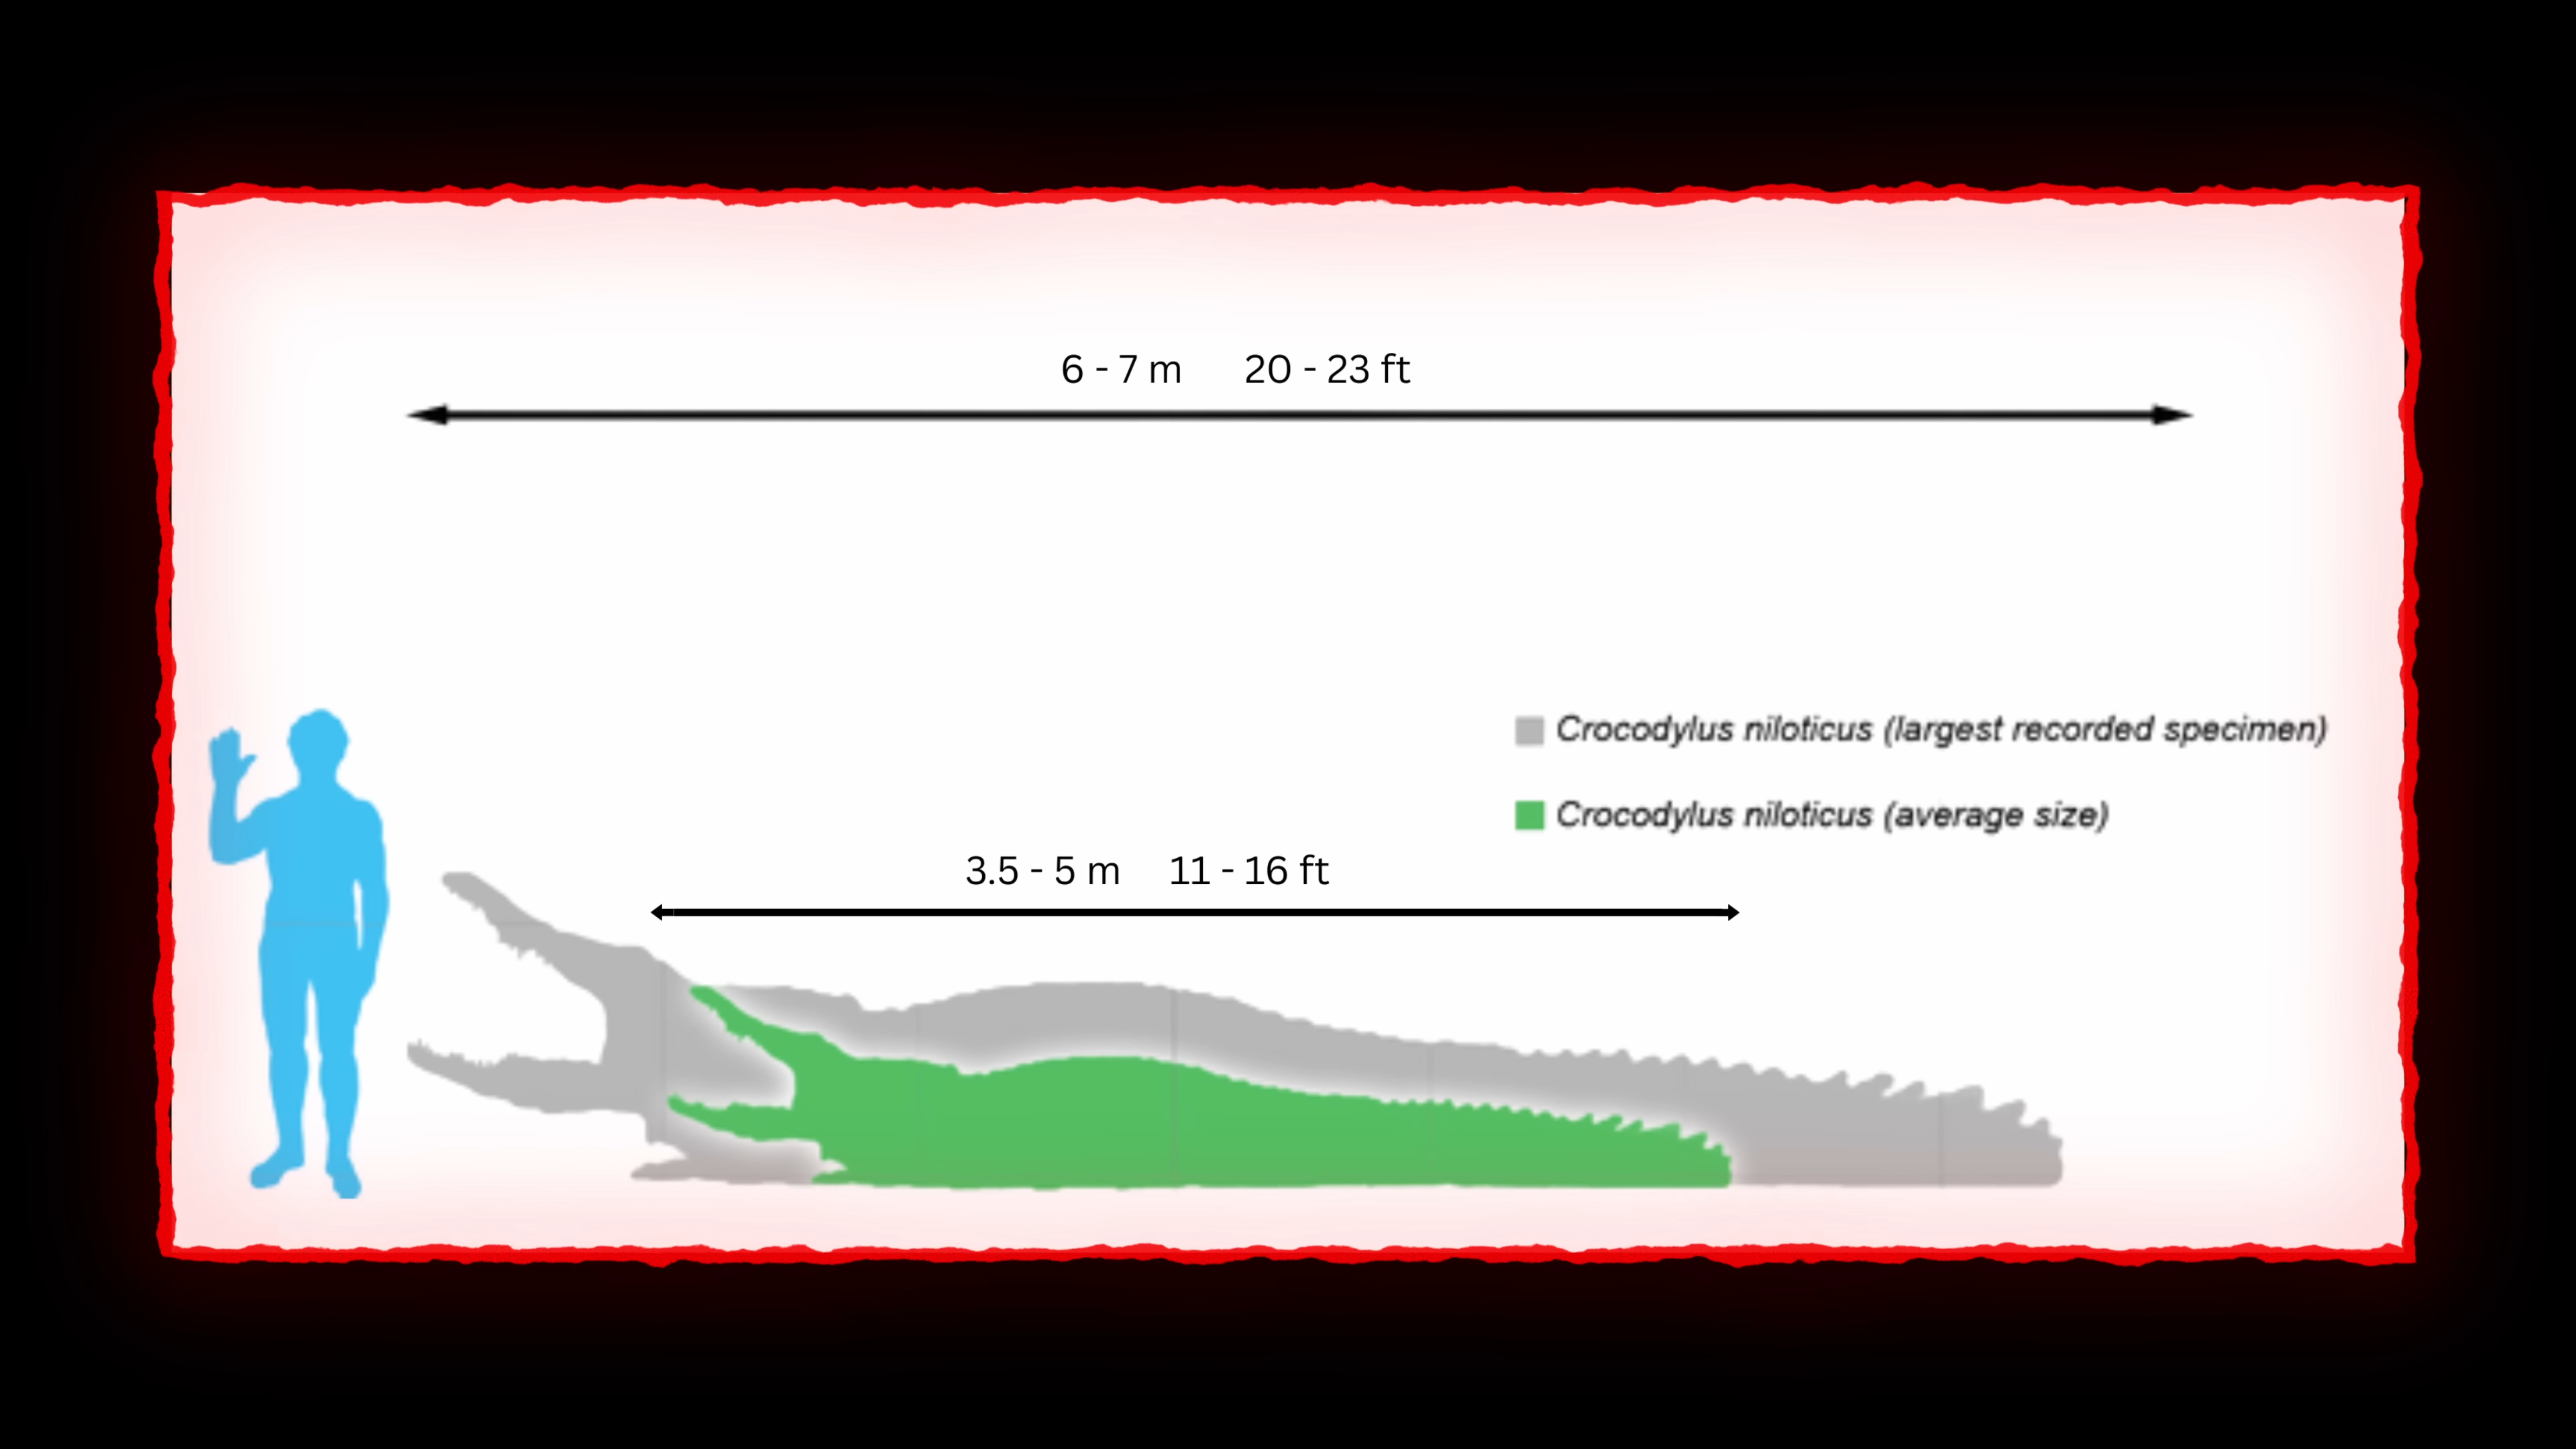 6 - 7 m 20 - 23 ft
Crocodylus niloticus (largest recorded specimen)
Crocodylus niloticus (average size)
3.5 - 5 m 11 - 16 ft